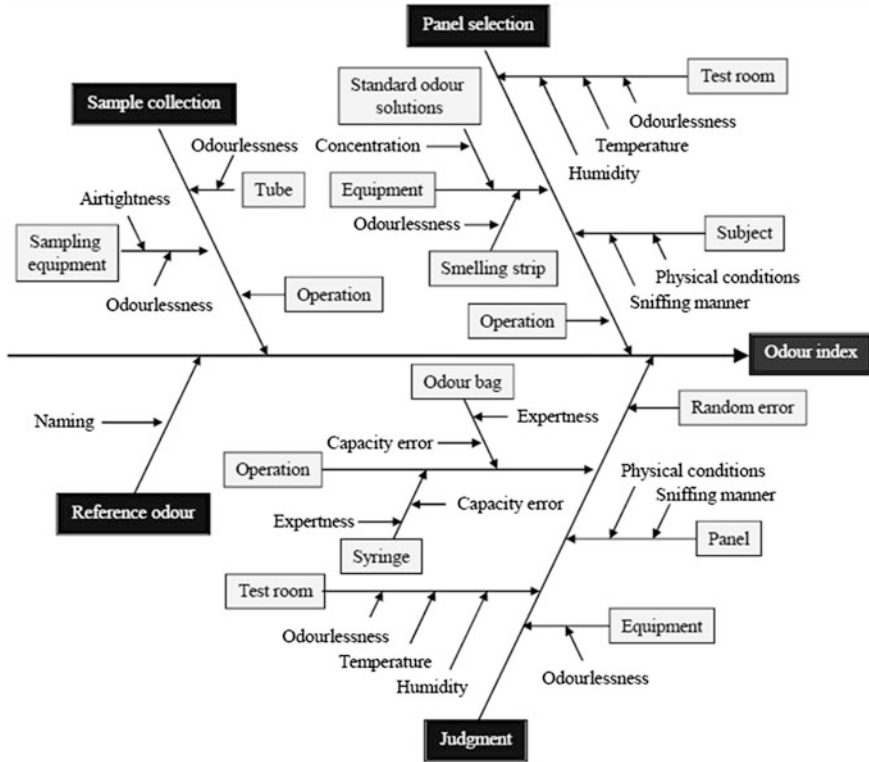 Panel selection
Test room
Sample collection
Standard odour
solutions
Odourlessness
Temperature
Humidity
Odourlessness
Concentration
Tube
Equipment
Airtightness
Odourlessness
Sampling
equipment
Subject
Smelling strip
Physical conditions
Sniffing manner
Odourlessness
Operation
Operation
Odour index
Odour bag
Random error
Naming
Expertness
Capacity error
Operation
Physical conditions
Sniffing manner
Reference odour
Capacity error
Expertness
Panel
Syringe
Test room
Equipment
Odourlessness
Temperature
Humidity
Odourlessness
Judgment